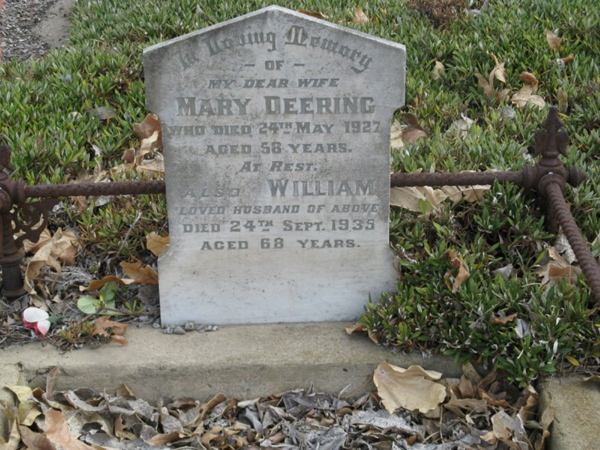 In Loving Memory
– OF –
MY DEAR WIFE
MARY DEERING
WHO DIED 24TH MAY 1927
AGED 56 YEARS.
AT REST.
ALSO WILLIAM
LOVED HUSBAND OF ABOVE
DIED 24TH SEPT. 1935
AGED 68 YEARS.